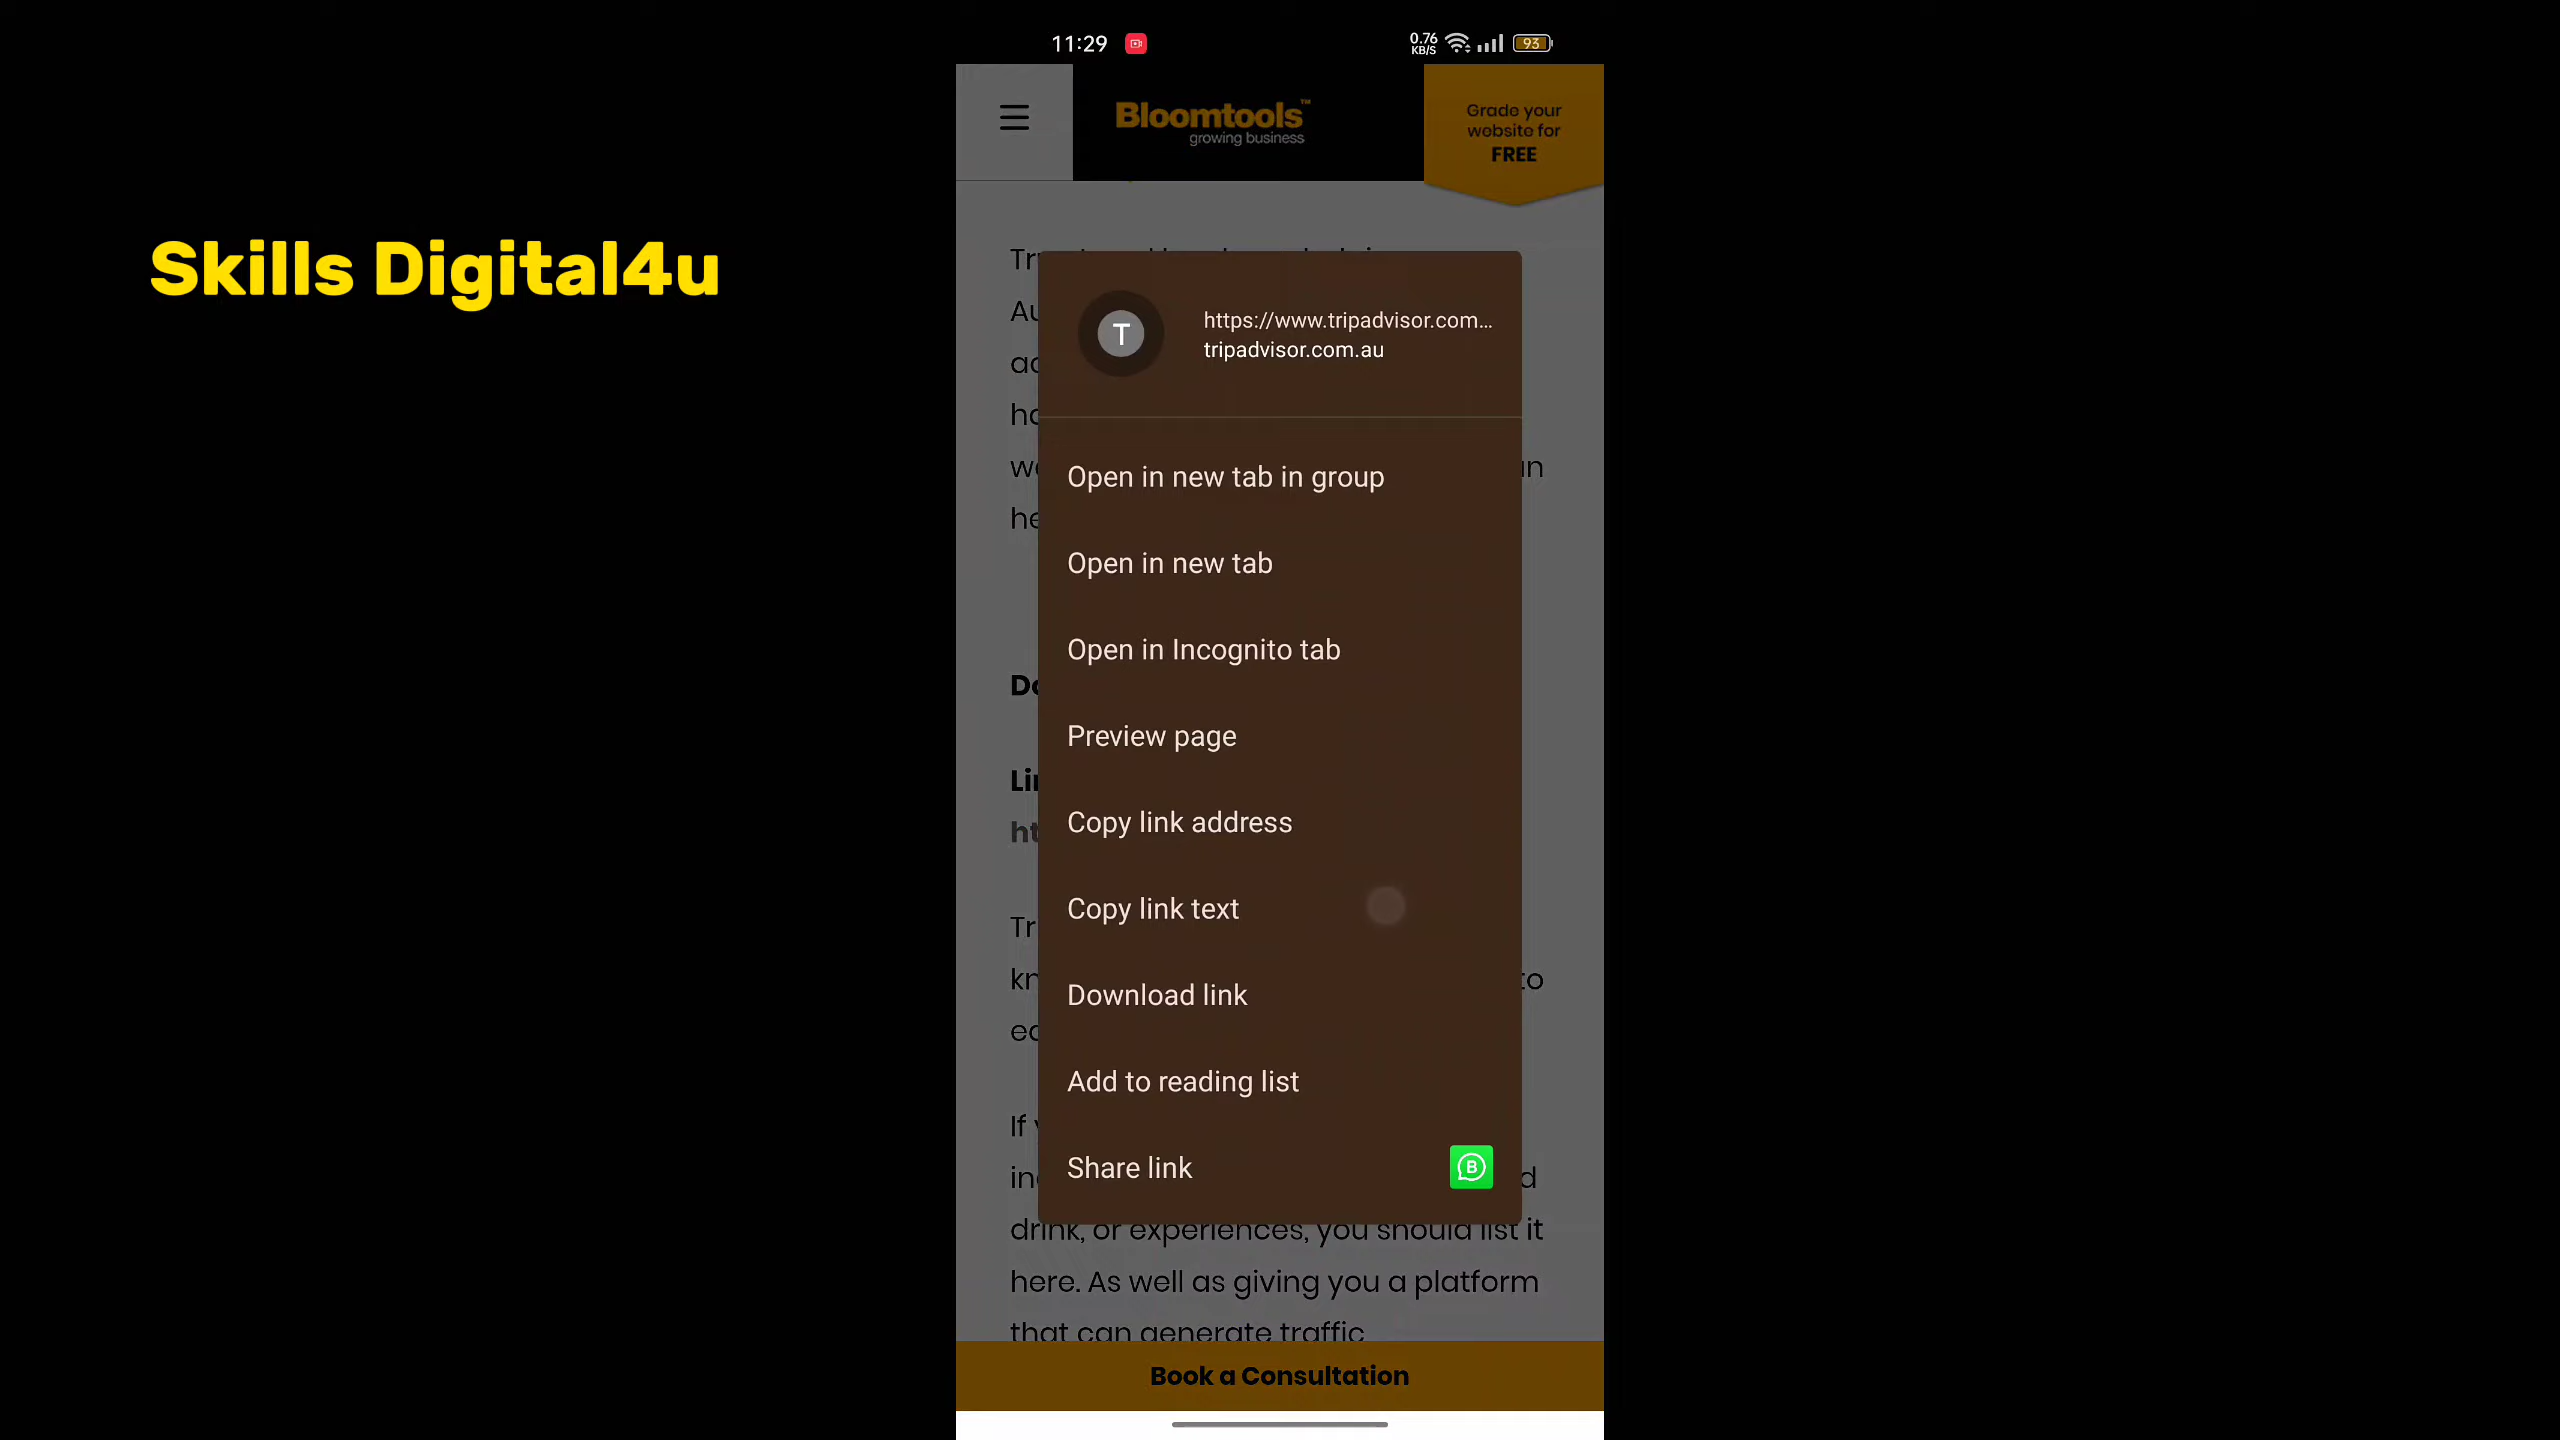 11:29
0.76
KB/S
93
Bloomtools™
growing business
Grade your
website for
FREE
Skills Digital4u
https://www.tripadvisor.com...
tripadvisor.com.au
Open in new tab in group
Open in new tab
Open in Incognito tab
Preview page
Copy link address
Copy link text
Download link
Add to reading list
If
Share link
drink, or experiences, you should list it
here. As well as giving you a platform
that can generate traffic
Book a Consultation